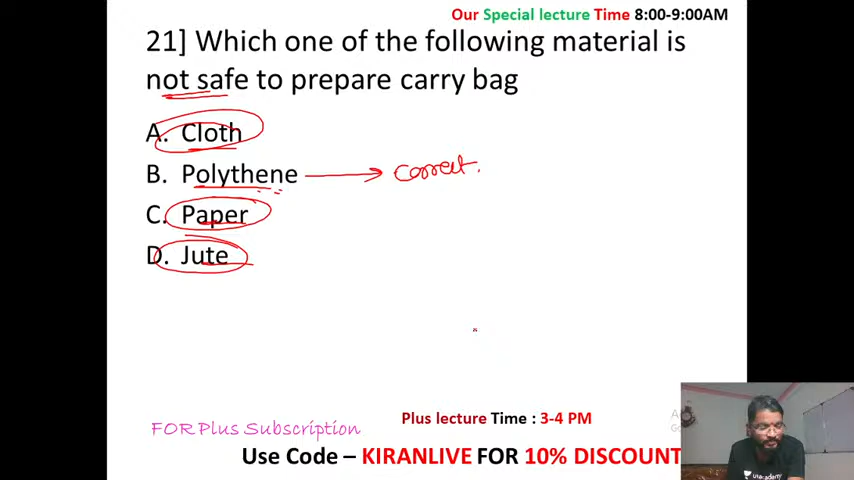 Our Special lecture Time 8:00-9:00AM
21] Which one of the following material is
not safe to prepare carry bag
A. Cloth
B. Polythene → correct.
C. Paper
D. Jute
Plus lecture Time : 3-4 PM
FOR Plus Subscription
Use Code – KIRANLIVE FOR 10% DISCOUNT
unacademy